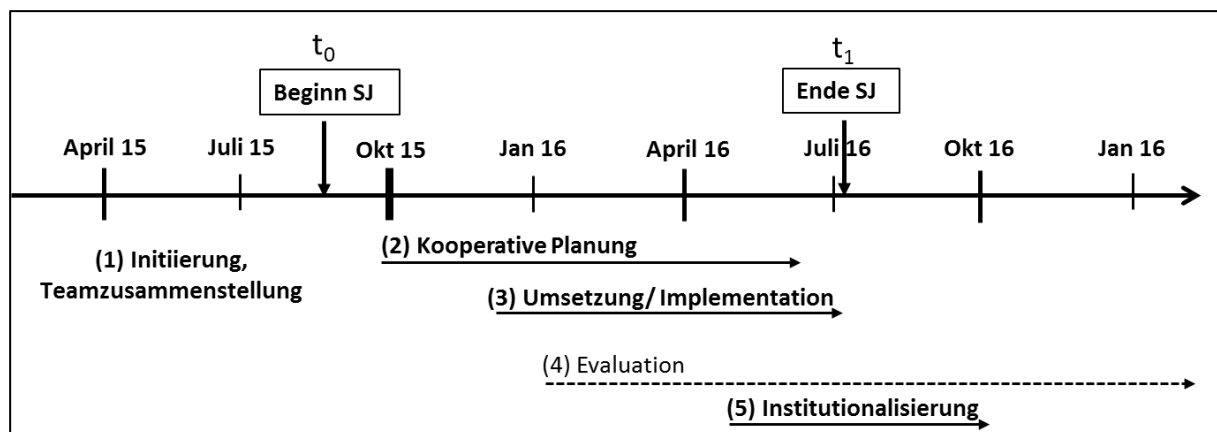 t0
t1
Beginn SJ
Ende SJ
April 15
Juli 15
Okt 15
Jan 16
April 16
Juli 16
Okt 16
Jan 16
(1) Initiierung,
Teamzusammenstellung
(2) Kooperative Planung
(3) Umsetzung/ Implementation
(4) Evaluation
(5) Institutionalisierung